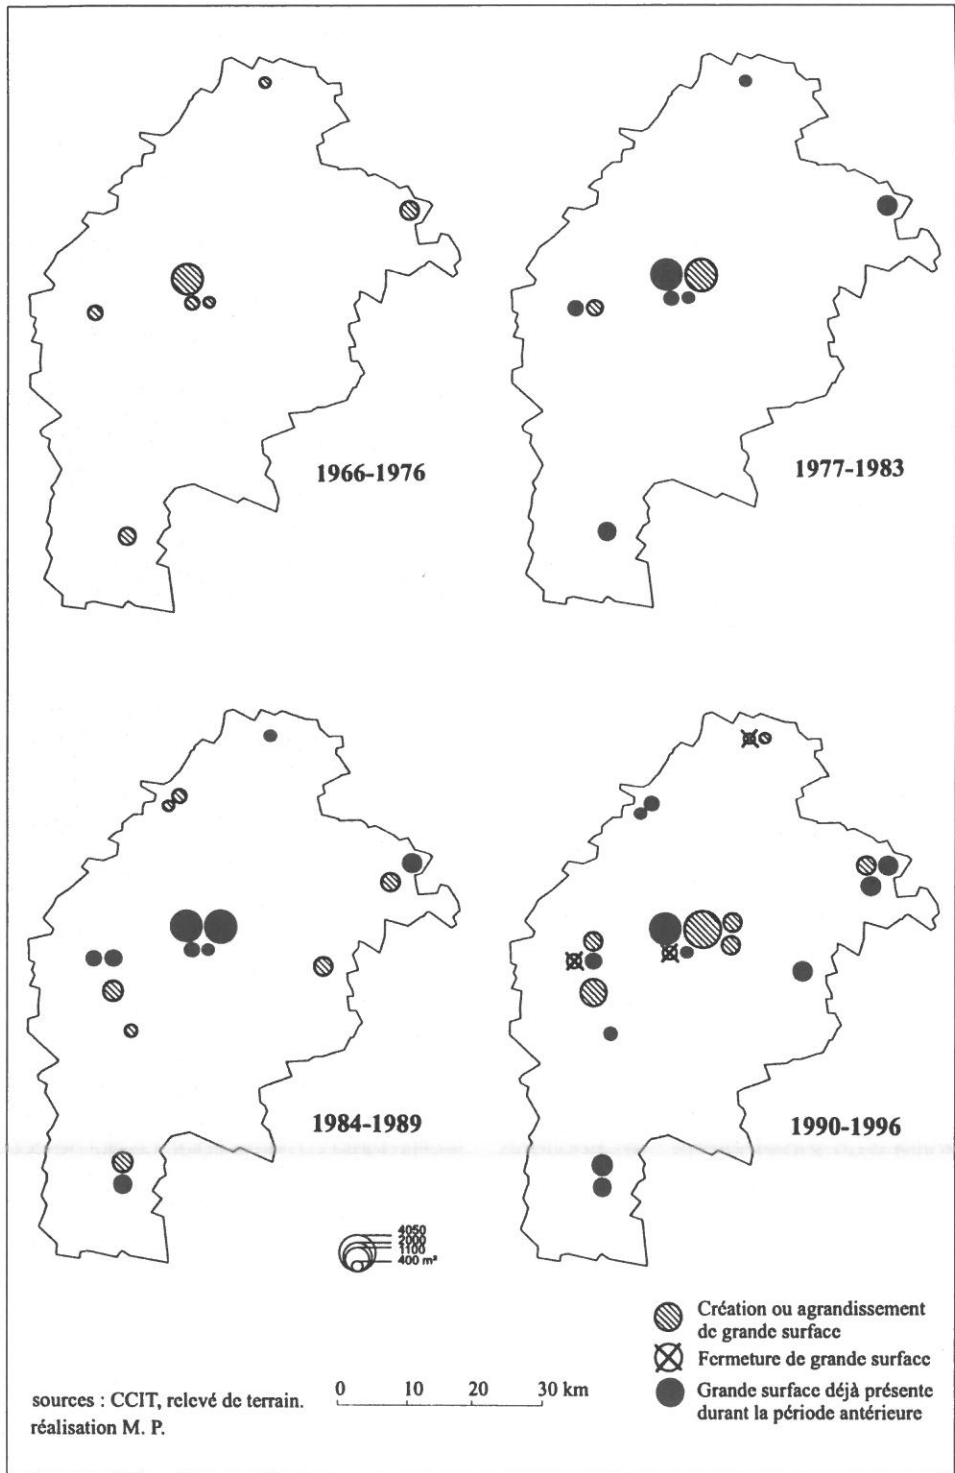 1966-1976
1977-1983
1984-1989
1990-1996
4050
2000
1100
400 m²
Création ou agrandissement
de grande surface
Fermeture de grande surface
Grande surface déjà présente
durant la période antérieure
0 10 20 30 km
sources : CCIT, relevé de terrain.
réalisation M. P.